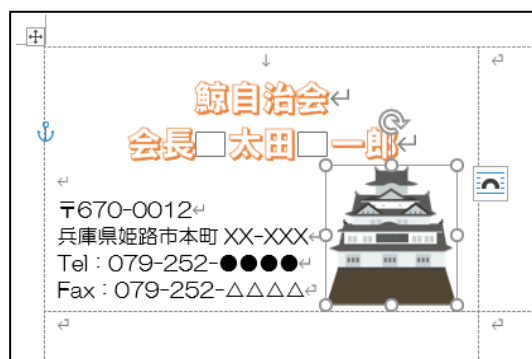 鯨自治会
会長□太田□一郎
〒670-0012
兵庫県姫路市本町 XX-XXX
Tel：079-252-●●●●
Fax：079-252-△△△△